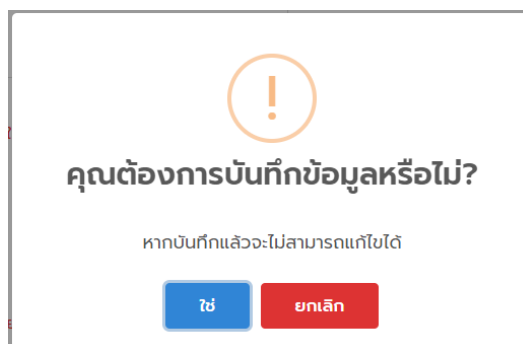 !
คุณต้องการบันทึกข้อมูลหรือไม่?
หากบันทึกแล้วจะไม่สามารถแก้ไขได้
ใช่ ยกเลิก